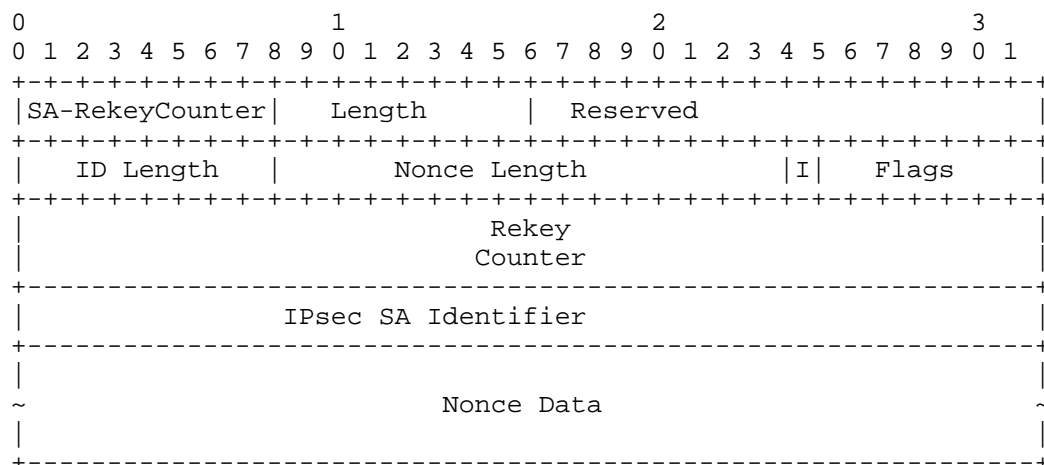 0                   1                   2                   3
0 1 2 3 4 5 6 7 8 9 0 1 2 3 4 5 6 7 8 9 0 1 2 3 4 5 6 7 8 9 0 1
+-+-+-+-+-+-+-+-+-+-+-+-+-+-+-+-+-+-+-+-+-+-+-+-+-+-+-+-+-+-+-+-+
|SA-RekeyCounter|   Length      |  Reserved                     |
+-+-+-+-+-+-+-+-+-+-+-+-+-+-+-+-+-+-+-+-+-+-+-+-+-+-+-+-+-+-+-+-+
|   ID Length   |       Nonce Length            |I|   Flags     |
+-+-+-+-+-+-+-+-+-+-+-+-+-+-+-+-+-+-+-+-+-+-+-+-+-+-+-+-+-+-+-+-+
|                             Rekey                             |
|                            Counter                            |
+---------------------------------------------------------------+
|                IPsec SA Identifier                            |
+---------------------------------------------------------------+
|                                                               |
~                          Nonce Data                           ~
|                                                               |
+---------------------------------------------------------------+